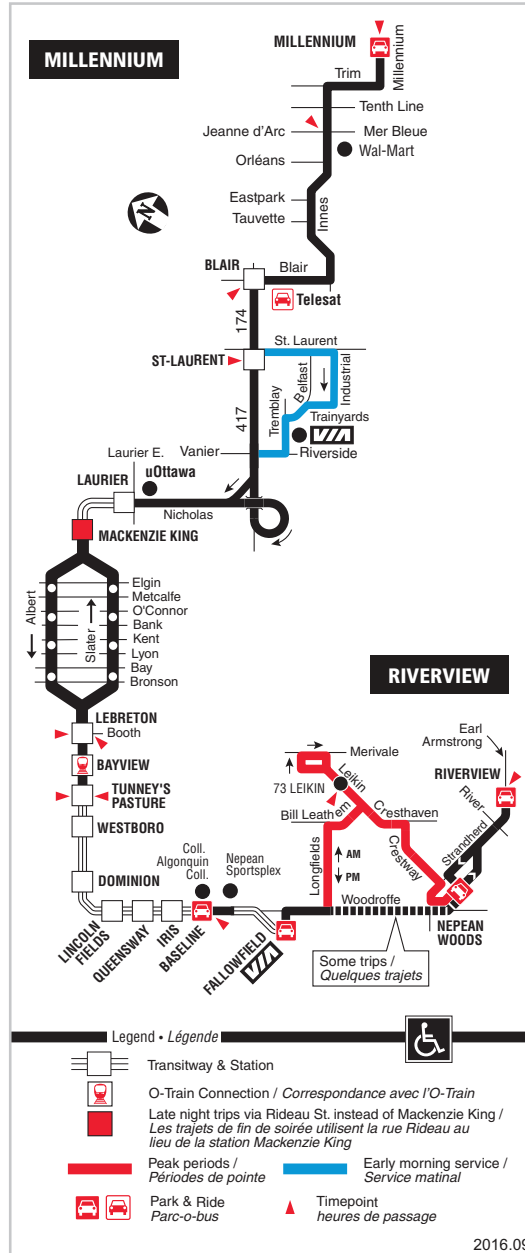 MILLENNIUM
MILLENNIUM
Millennium
Trim
Tenth Line
Jeanne d'Arc
Mer Bleue
Wal-Mart
Orléans
Eastpark
Innes
Tauvette
N
BLAIR
Blair
Telesat
174
St. Laurent
ST-LAURENT
Belfast
Industrial
Tremblay
417
Trainyards
VIA
Vanier
Riverside
Laurier E.
uOttawa
LAURIER
Nicholas
MACKENZIE KING
Albert
Slater
Elgin
Metcalfe
O'Connor
Bank
Kent
Lyon
Bay
Bronson
RIVERVIEW
LEBRETON
Booth
BAYVIEW
TUNNEY'S
PASTURE
WESTBORO
DOMINION
LINCOLN
FIELDS
QUEENSWAY
IRIS
BASELINE
Coll.
Algonquin
Coll.
Nepean
Sportsplex
FALLOWFIELD
VIA
Merivale
Leikin
73 LEIKIN
Bill Leathem
Cresthaven
Crestway
Longfields
AM
PM
Woodroffe
Earl
Armstrong
RIVERVIEW
River
Strandherd
NEPEAN
WOODS
Some trips /
Quelques trajets
Legend • Légende
Transitway & Station
O-Train Connection / Correspondance avec l'O-Train
Late night trips via Rideau St. instead of Mackenzie King /
Les trajets de fin de soirée utilisent la rue Rideau au
lieu de la station Mackenzie King
Peak periods /
Périodes de pointe
Early morning service /
Service matinal
Park & Ride
Parc-o-bus
Timepoint
heures de passage
2016.09